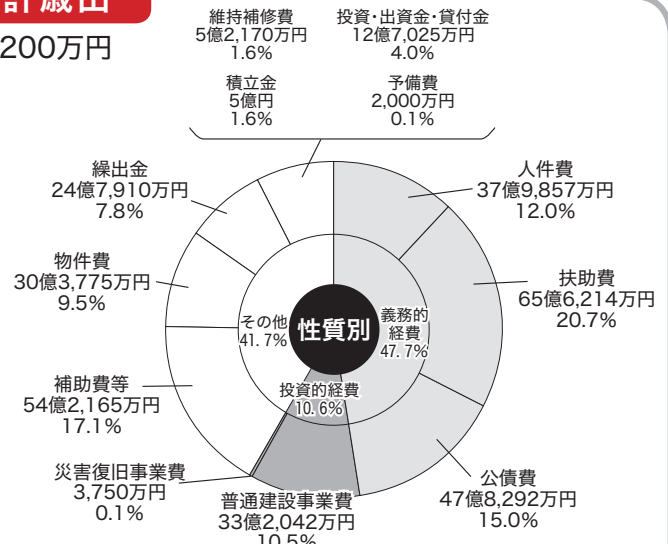 計歳出
200万円
維持補修費
5億2,170万円
1.6%
投資・出資金・貸付金
12億7,025万円
4.0%
積立金
5億円
1.6%
予備費
2,000万円
0.1%
繰出金
24億7,910万円
7.8%
人件費
37億9,857万円
12.0%
物件費
30億3,775万円
9.5%
扶助費
65億6,214万円
20.7%
その他
41.7%
性質別
義務的
経費
47.7%
投資的経費
10.6%
補助費等
54億2,165万円
17.1%
災害復旧事業費
3,750万円
0.1%
普通建設事業費
33億2,042万円
10.5%
公債費
47億8,292万円
15.0%